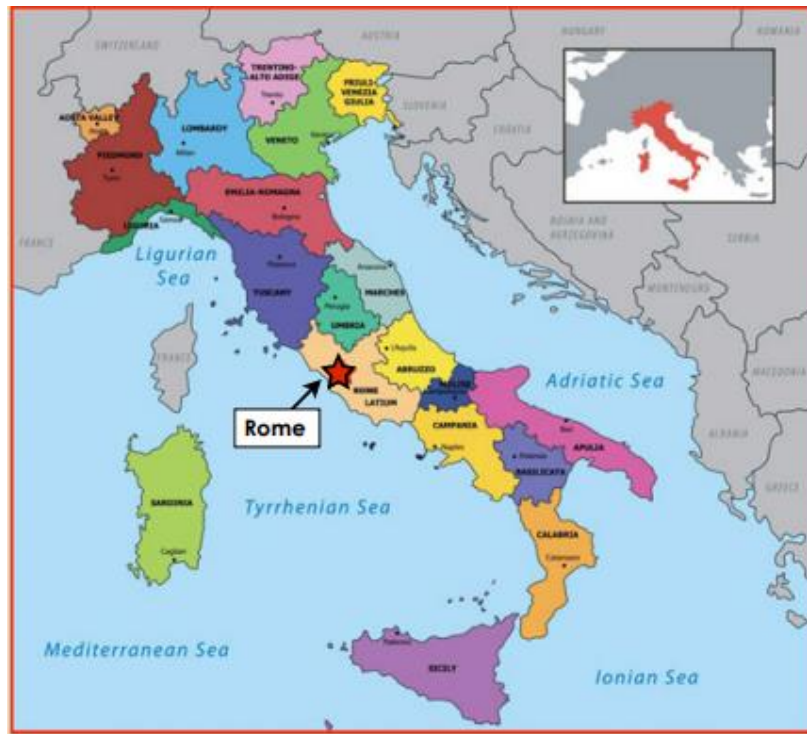 SWITZERLAND
AUSTRIA
HUNGARY
ROMANIA
TRENTINO-
ALTO ADIGE
Trento
FRIULI-
VENEZIA
GIULIA
SLOVENIA
AOSTA VALLEY
LOMBARDY
Milan
VENETO
CROATIA
PIEDMONT
Turin
EMILIA-ROMAGNA
Bologna
BOSNIA AND
HERZEGOVINA
SERBIA
LIGURIA
Genoa
FRANCE
Ligurian
Sea
Florence
TUSCANY
Ancona
MARCHES
Perugia
UMBRIA
MONTENEGRO
FRANCE
L'Aquila
ABRUZZO
MOLISE
Adriatic Sea
MACEDONIA
ROME
LATIUM
Rome
CAMPANIA
Naples
Bari
APULIA
Potenza
BASILICATA
ALBANIA
GREECE
SARDINIA
Cagliari
Tyrrhenian Sea
CALABRIA
Catanzaro
Mediterranean Sea
Palermo
SICILY
Ionian Sea